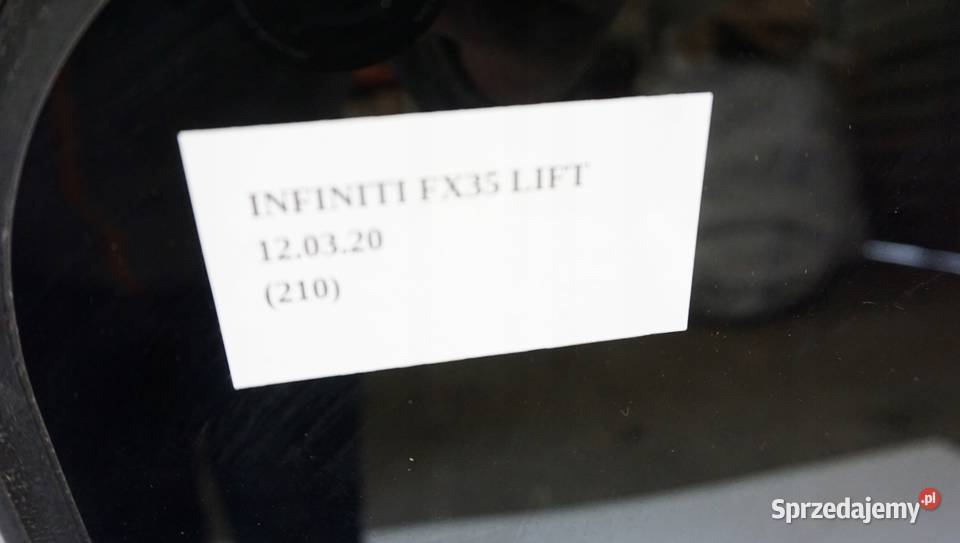 INFINITI FX35 LIFT
12.03.20
(210)
Sprzedajemy.pl